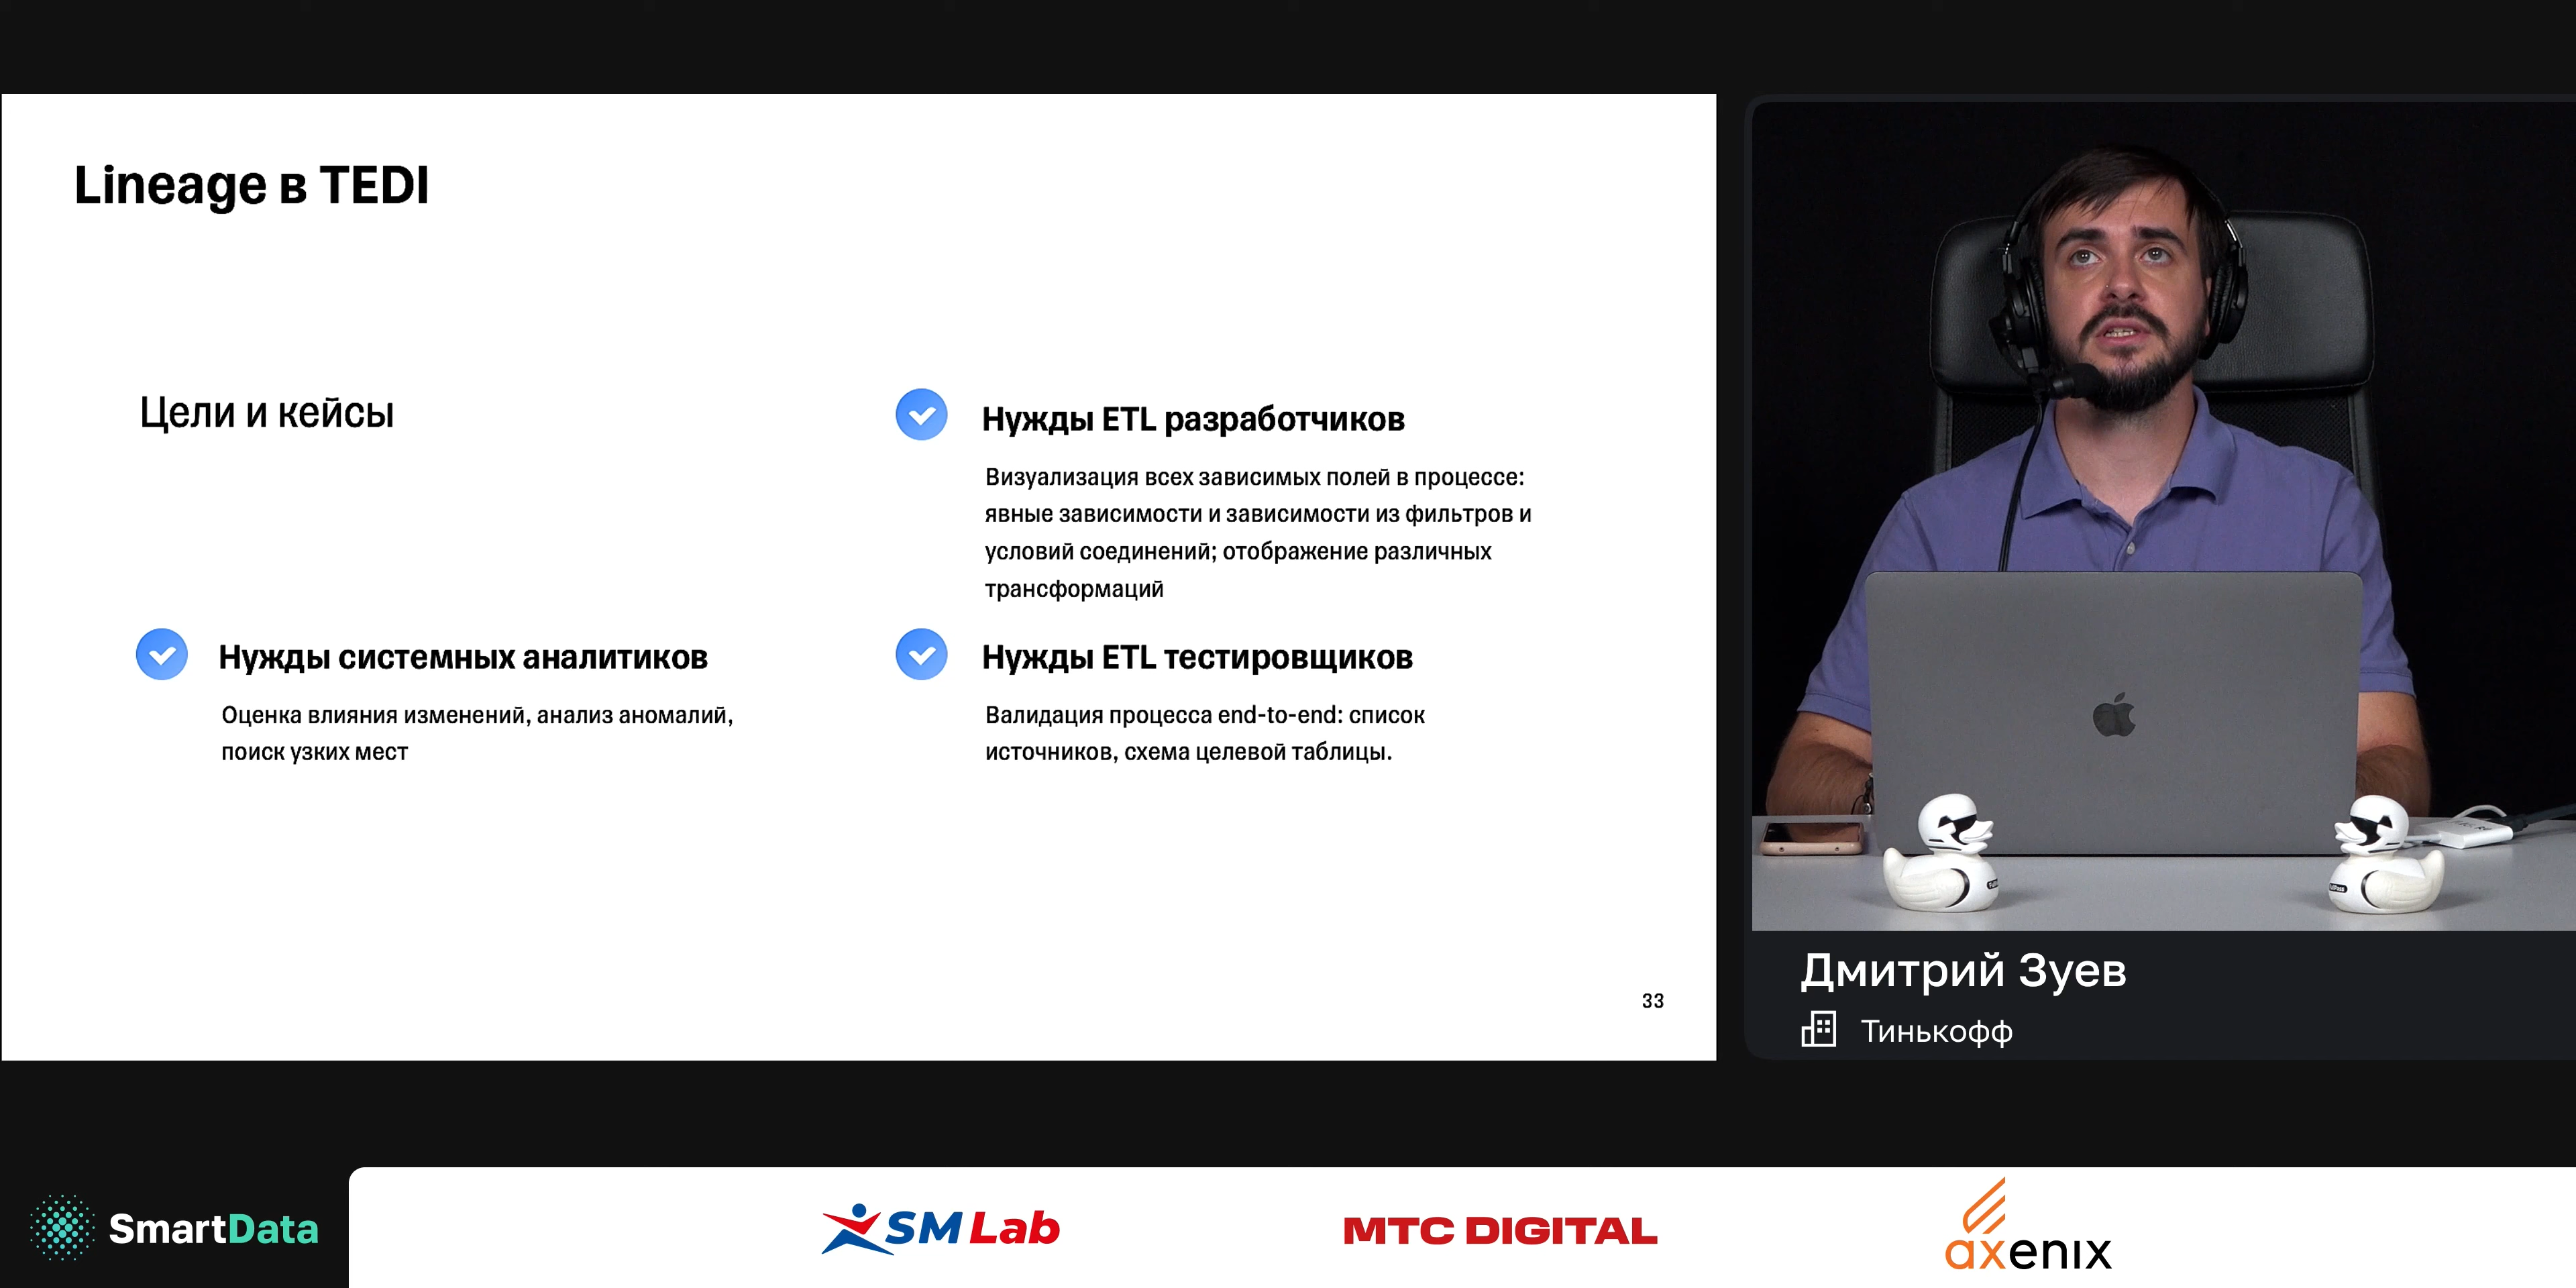 Lineage в TEDI
Цели и кейсы
Нужды ETL разработчиков
Визуализация всех зависимых полей в процессе:
явные зависимости и зависимости из фильтров и
условий соединений; отображение различных
трансформаций
Нужды системных аналитиков
Оценка влияния изменений, анализ аномалий,
поиск узких мест
Нужды ETL тестировщиков
Валидация процесса end-to-end: список
источников, схема целевой таблицы.
33
Дмитрий Зуев
Тинькофф
SmartData
SM Lab
МТС DIGITAL
axenix